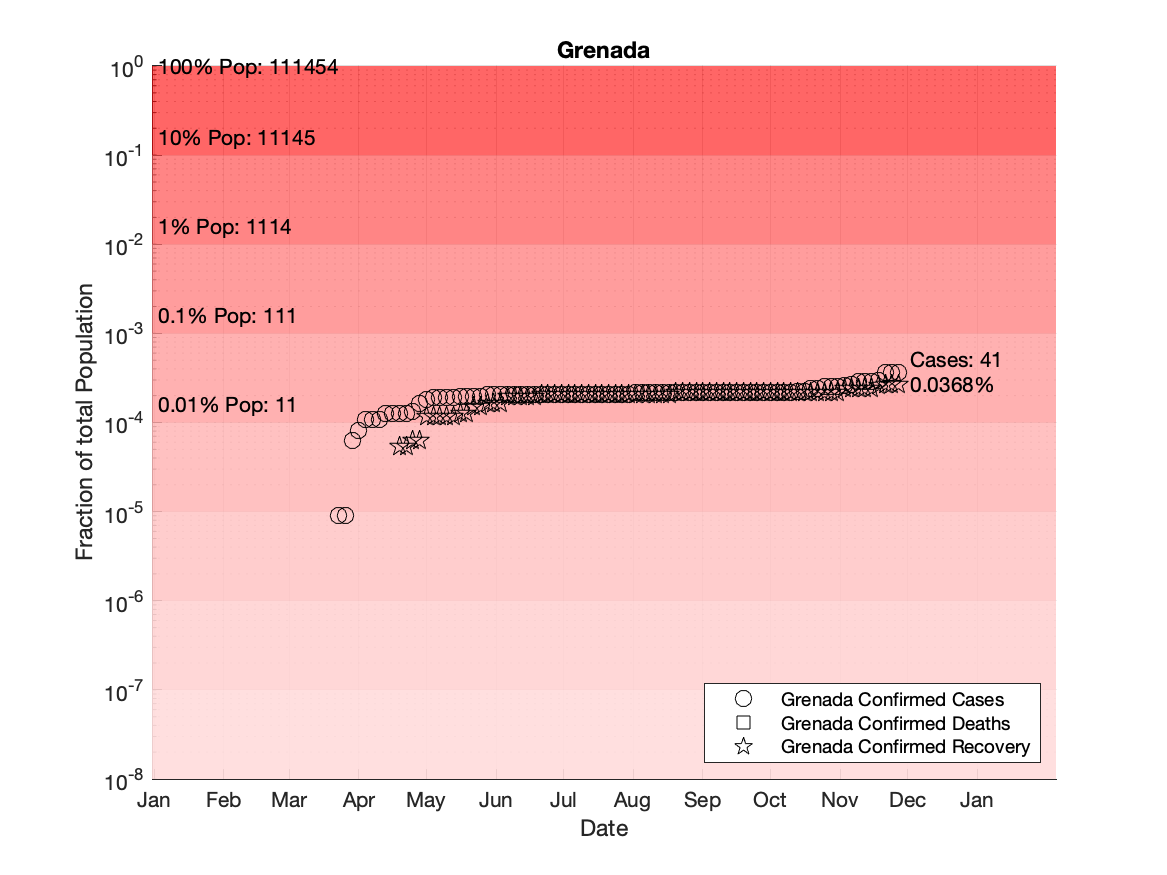 Grenada
10^0
100% Pop: 111454
10% Pop: 11145
10^-1
1% Pop: 1114
10^-2
0.1% Pop: 111
10^-3
Cases: 41
0.0368%
0.01% Pop: 11
10^-4
10^-5
10^-6
10^-7
10^-8
Fraction of total Population
Grenada Confirmed Cases
Grenada Confirmed Deaths
Grenada Confirmed Recovery
Jan Feb Mar Apr May Jun Jul Aug Sep Oct Nov Dec Jan
Date